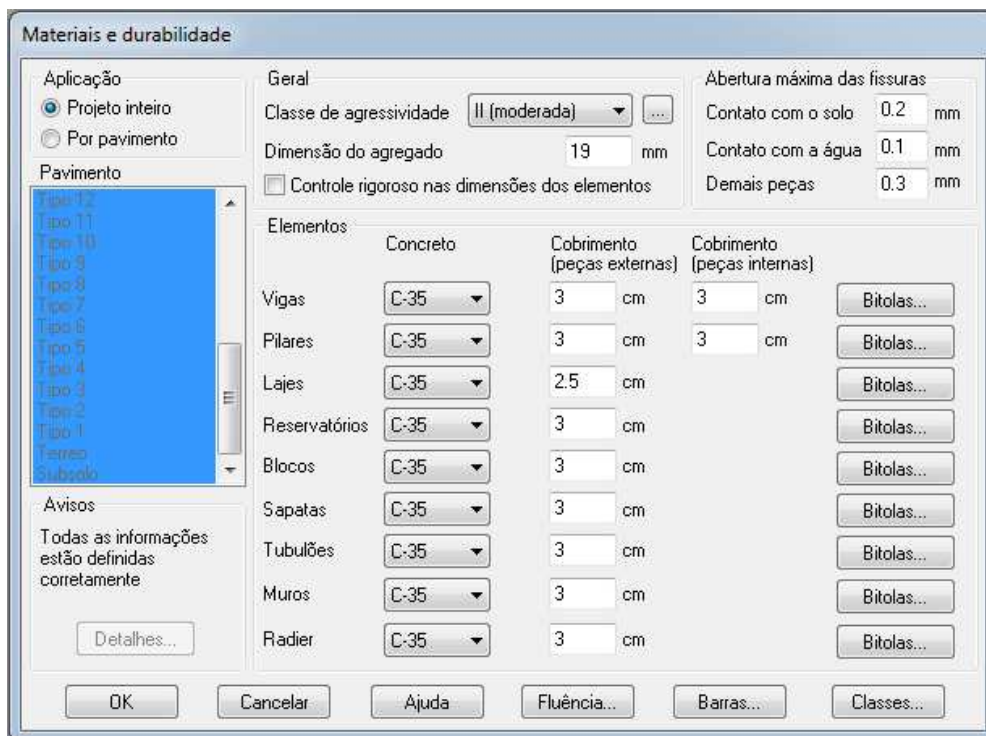 Materiais e durabilidade
Aplicação
Projeto inteiro
Por pavimento
Pavimento
Tipo 12
Tipo 11
Tipo 10
Tipo 9
Tipo 8
Tipo 7
Tipo 6
Tipo 5
Tipo 4
Tipo 3
Tipo 2
Tipo 1
Terreo
Subsolo
Avisos
Todas as informações
estão definidas
corretamente
Detalhes...
Geral
Classe de agressividade II (moderada) ...
Dimensão do agregado 19 mm
Controle rigoroso nas dimensões dos elementos
Abertura máxima das fissuras
Contato com o solo 0.2 mm
Contato com a água 0.1 mm
Demais peças 0.3 mm
Elementos
Concreto Cobrimento Cobrimento
(peças externas) (peças internas)
Vigas C-35 3 cm 3 cm Bitolas...
Pilares C-35 3 cm 3 cm Bitolas...
Lajes C-35 2.5 cm Bitolas...
Reservatórios C-35 3 cm Bitolas...
Blocos C-35 3 cm Bitolas...
Sapatas C-35 3 cm Bitolas...
Tubulões C-35 3 cm Bitolas...
Muros C-35 3 cm Bitolas...
Radier C-35 3 cm Bitolas...
OK Cancelar Ajuda Fluência... Barras... Classes...